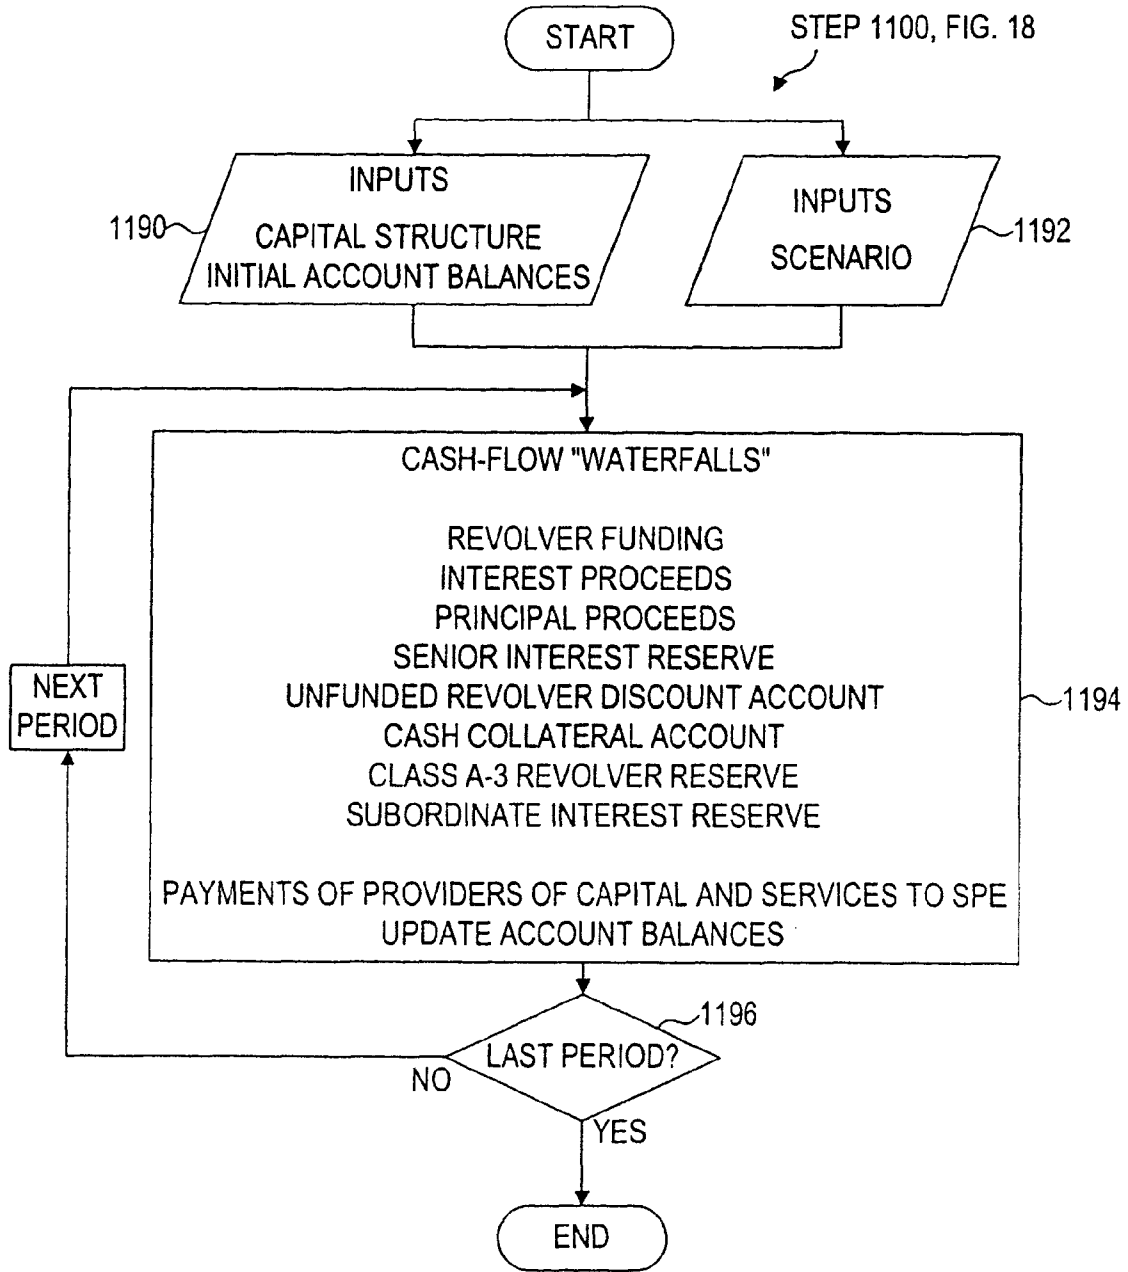 START
STEP 1100, FIG. 18
INPUTS
CAPITAL STRUCTURE
INITIAL ACCOUNT BALANCES
1190
INPUTS
SCENARIO
1192
CASH-FLOW "WATERFALLS"
REVOLVER FUNDING
INTEREST PROCEEDS
PRINCIPAL PROCEEDS
SENIOR INTEREST RESERVE
UNFUNDED REVOLVER DISCOUNT ACCOUNT
CASH COLLATERAL ACCOUNT
CLASS A-3 REVOLVER RESERVE
SUBORDINATE INTEREST RESERVE
PAYMENTS OF PROVIDERS OF CAPITAL AND SERVICES TO SPE
UPDATE ACCOUNT BALANCES
1194
NEXT
PERIOD
1196
LAST PERIOD?
NO
YES
END